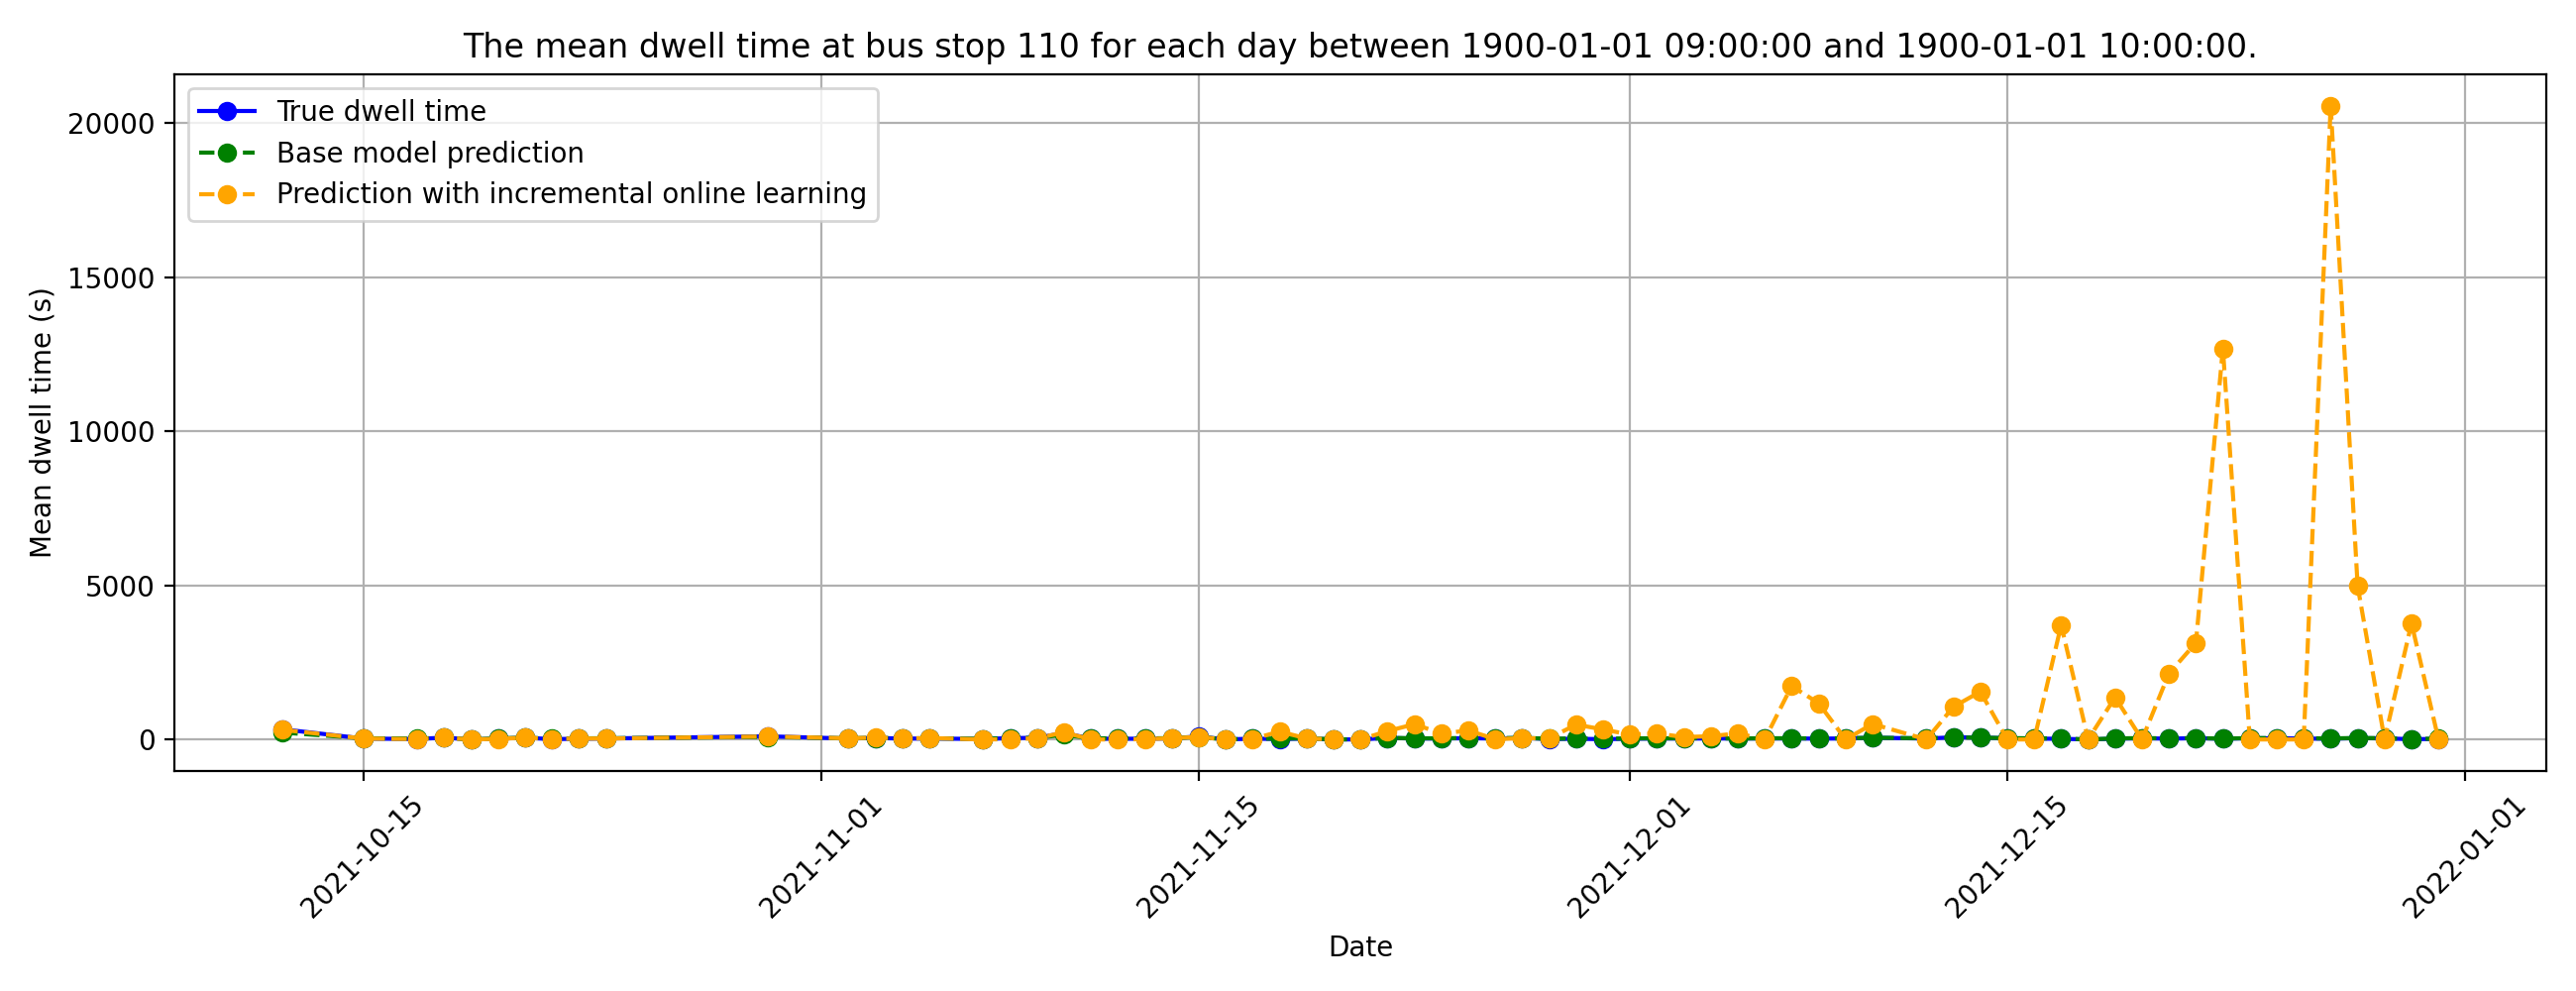 The mean dwell time at bus stop 110 for each day between 1900-01-01 09:00:00 and 1900-01-01 10:00:00.
True dwell time
Base model prediction
Prediction with incremental online learning
Mean dwell time (s)
20000
15000
10000
5000
0
2021-10-15
2021-11-01
2021-11-15
2021-12-01
2021-12-15
2022-01-01
Date